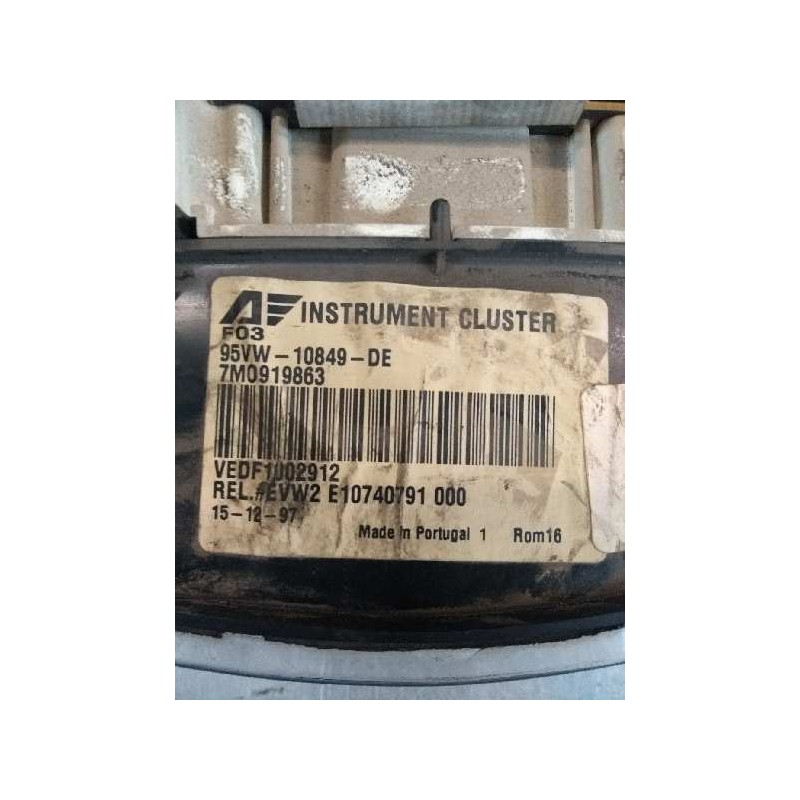 AF INSTRUMENT CLUSTER
F03
95VW-10849-DE
7M0919863
VEDF1002912
REL.#EVW2 E10740791 000
15-12-97
Made in Portugal 1 Rom16